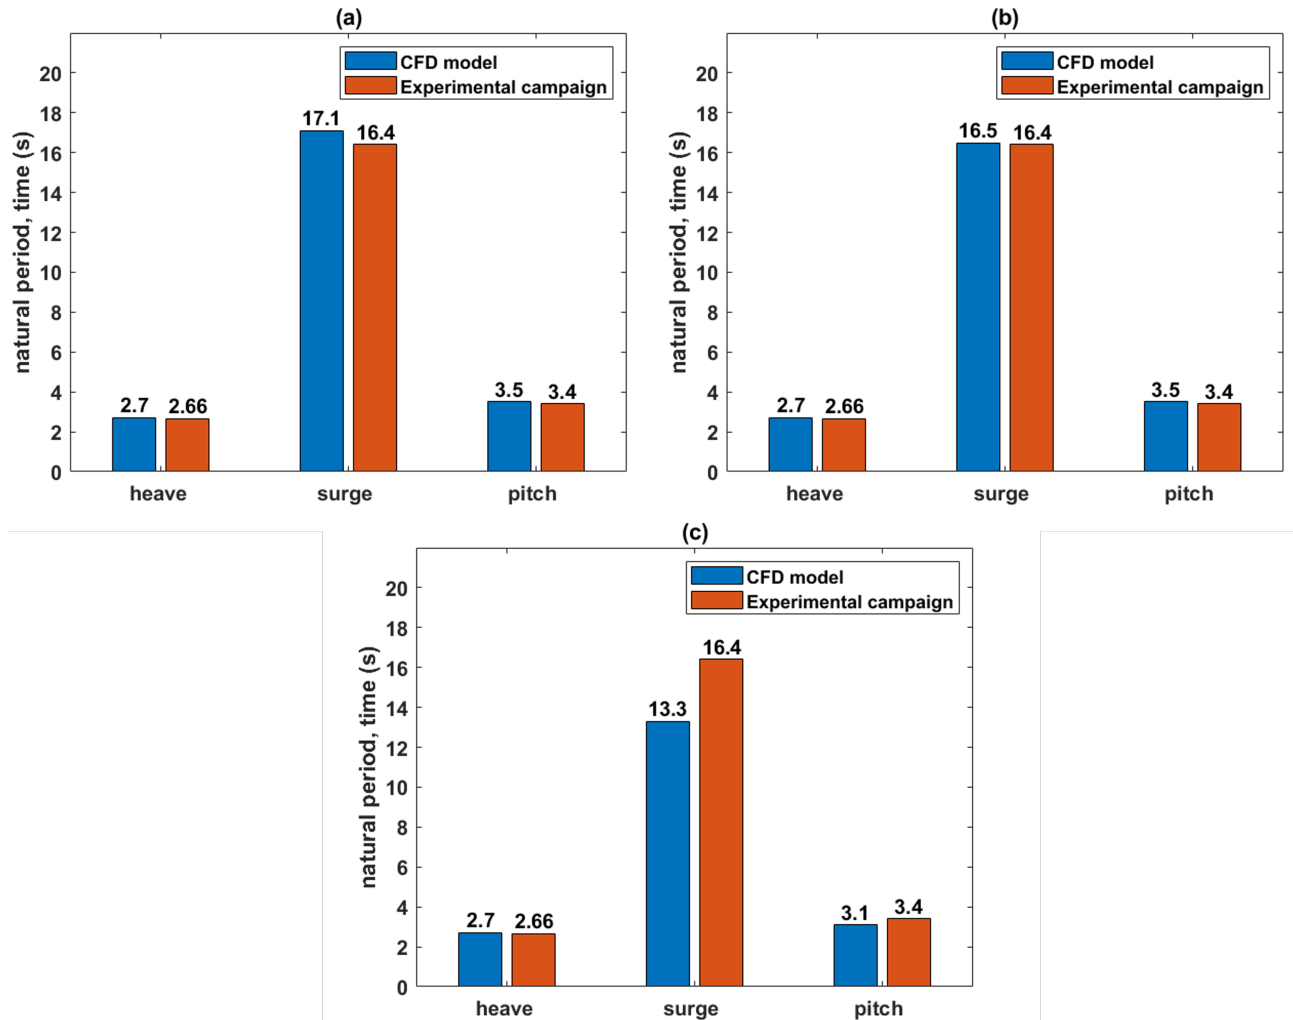 (a)
CFD model
Experimental campaign
natural period, time (s)
20
18
16
14
12
10
8
6
4
2
0
17.1
16.4
2.7
2.66
3.5
3.4
heave
surge
pitch
(b)
CFD model
Experimental campaign
natural period, time (s)
20
18
16
14
12
10
8
6
4
2
0
16.5
16.4
2.7
2.66
3.5
3.4
heave
surge
pitch
(c)
CFD model
Experimental campaign
natural period, time (s)
20
18
16
14
12
10
8
6
4
2
0
16.4
13.3
2.7
2.66
3.1
3.4
heave
surge
pitch